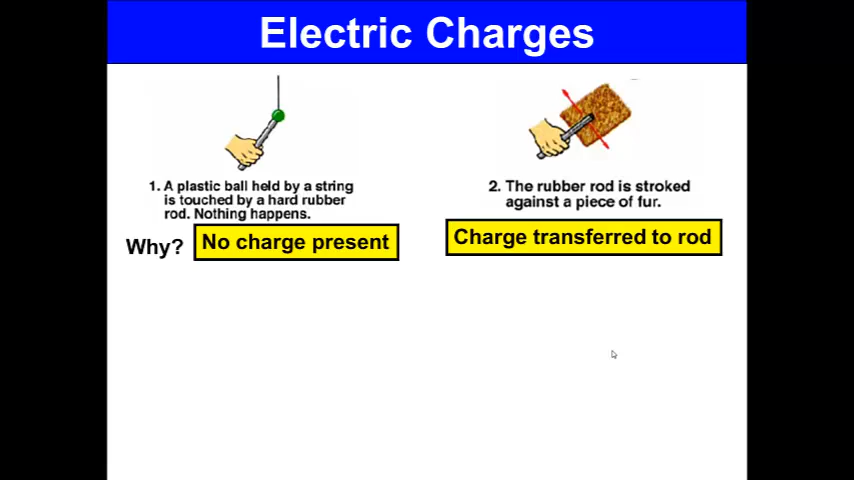 Electric Charges
1. A plastic ball held by a string
is touched by a hard rubber
rod. Nothing happens.
Why?
No charge present
2. The rubber rod is stroked
against a piece of fur.
Charge transferred to rod